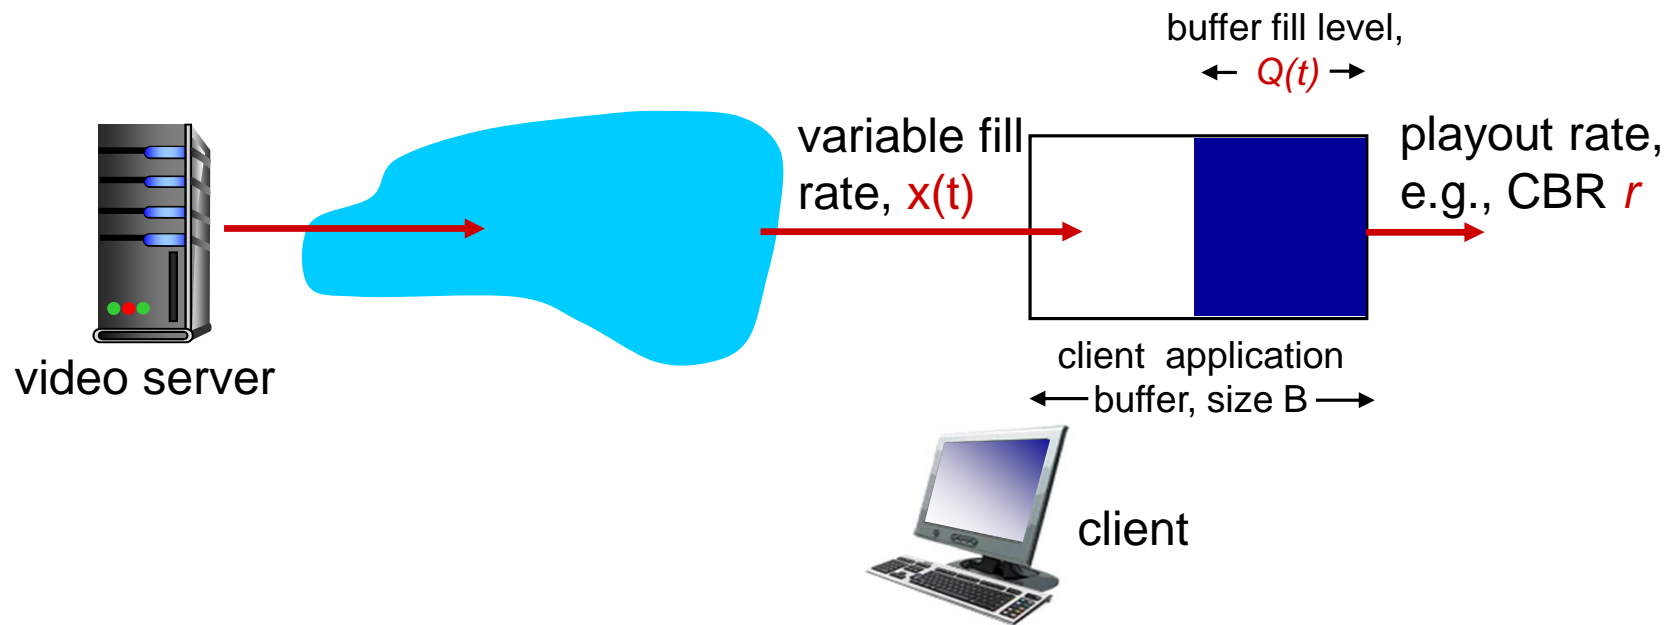 buffer fill level,
Q(t)
variable fill
rate, x(t)
playout rate,
e.g., CBR r
video server
client application
buffer, size B
client